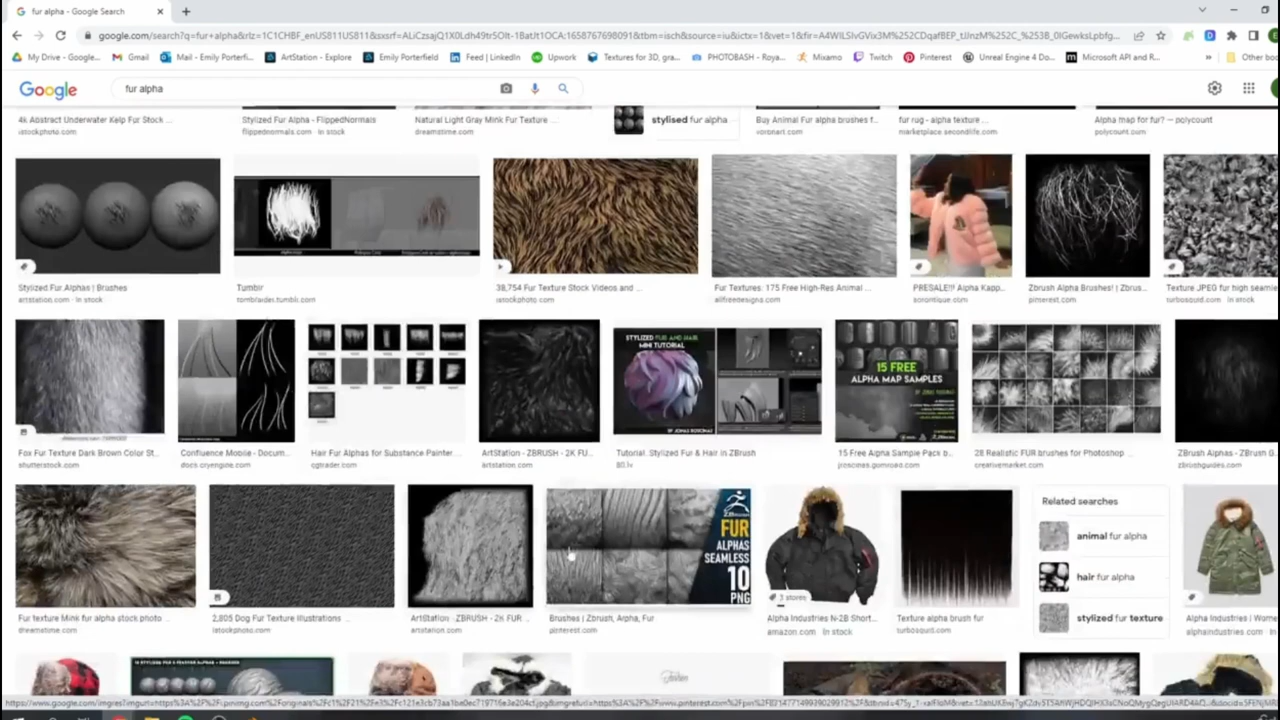 fur alpha - Google Search
My Drive - Google...
Gmail
Mail - Emily Porterfi...
ArtStation - Explore
Emily Porterfield
Feed | LinkedIn
Upwork
Textures for 3D, gra...
PHOTOBASH - Roya...
Mixamo
Twitch
Pinterest
Unreal Engine 4 Do...
Microsoft API and R...
»
Other boo
Google
fur alpha
4k Abstract Underwater Kelp Fur Stock ...
istockphoto.com
Stylized Fur Alpha - FlippedNormals
flippednormals.com · In stock
Natural Light Gray Mink Fur Texture ...
dreamstime.com
stylised fur alpha
Buy Animal Fur alpha brushes f...
voronart.com
fur rug - alpha texture ...
marketplace.secondlife.com
Alpha map for fur? — polycount
polycount.com
Stylized Fur Alphas | Brushes
artstation.com · In stock
Tumblr
tombraider.tumblr.com
38,754 Fur Texture Stock Videos and ...
istockphoto.com
Fur Textures: 175 Free High-Res Animal ...
allfreedesigns.com
PRESALE!!! Alpha Kapp...
Zbrush Alpha Brushes! | Zbrus...
pinterest.com
Texture JPEG fur high seamle
turbosquid.com · In stock
STYLIZED FUR AND HAIR
MINI TUTORIAL
15 FREE
ALPHA MAP SAMPLES
Fox Fur Texture Dark Brown Color St...
shutterstock.com
Confluence Mobile - Docum...
docs.cryengine.com
Hair Fur Alphas for Substance Painter...
cgtrader.com
ArtStation - ZBRUSH - 2K FU...
artstation.com
Tutorial. Stylized Fur & Hair in ZBrush
80.lv
15 Free Alpha Sample Pack b...
28 Realistic FUR brushes for Photoshop ...
creativemarket.com
ZBrush Alphas - ZBrush G
zbrushguides.com
FUR
ALPHAS
SEAMLESS
10
PNG
3 stores
Related searches
animal fur alpha
hair fur alpha
stylized fur texture
Fur texture Mink fur alpha stock photo ...
dreamstime.com
2,805 Dog Fur Texture Illustrations ...
istockphoto.com
ArtStation - ZBRUSH - 2K FUR ...
artstation.com
Brushes | Zbrush, Alpha, Fur
pinterest.com
Alpha Industries N-2B Short...
amazon.com · In stock
Texture alpha brush fur
turbosquid.com
Alpha Industries | Wome
alphaindustries.com · In